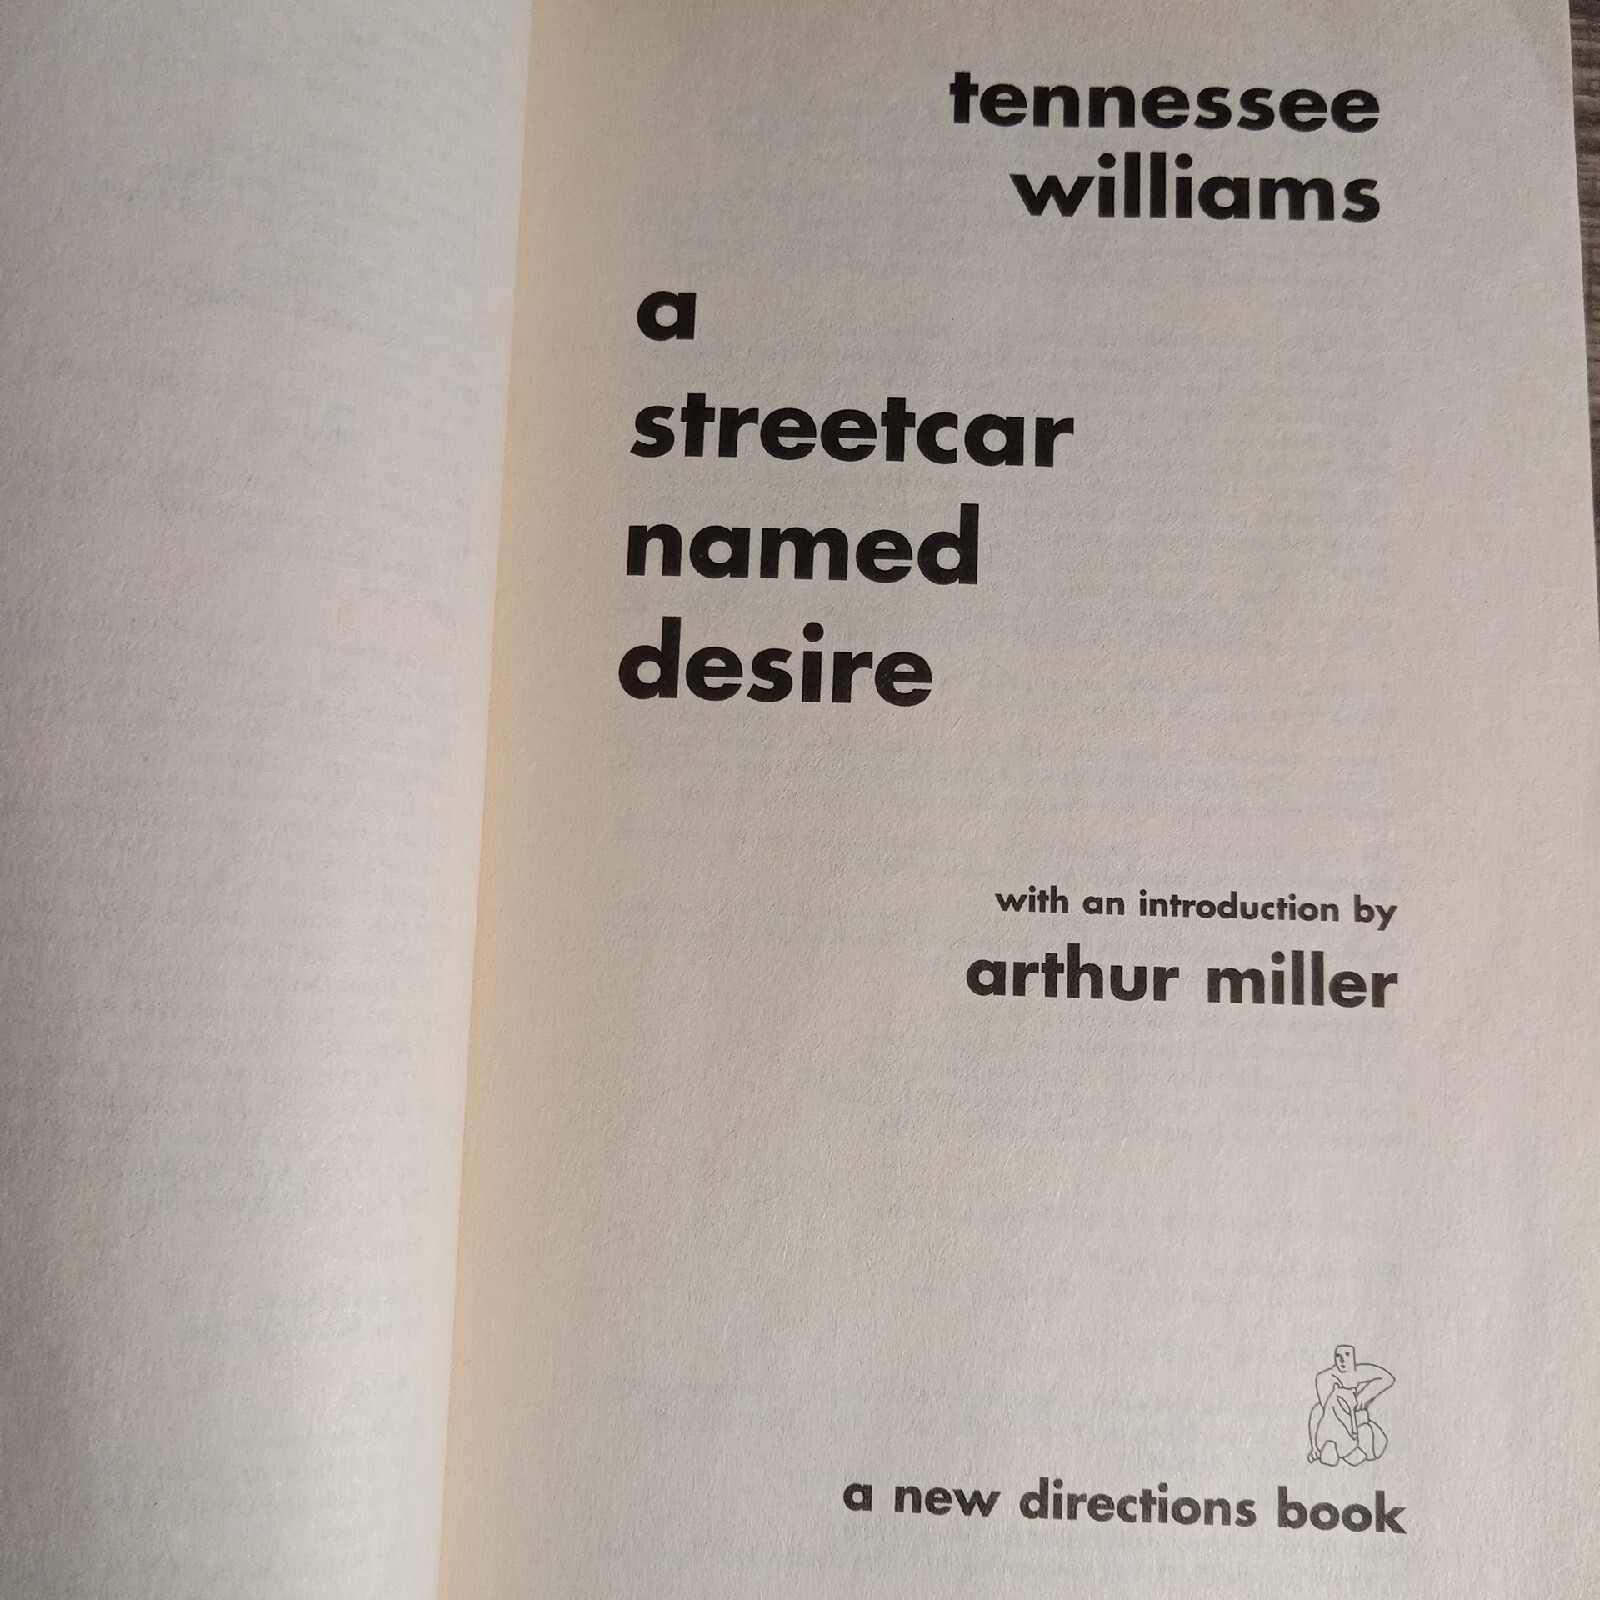 tennessee
williams
a
streetcar
named
desire
with an introduction by
arthur miller
a new directions book